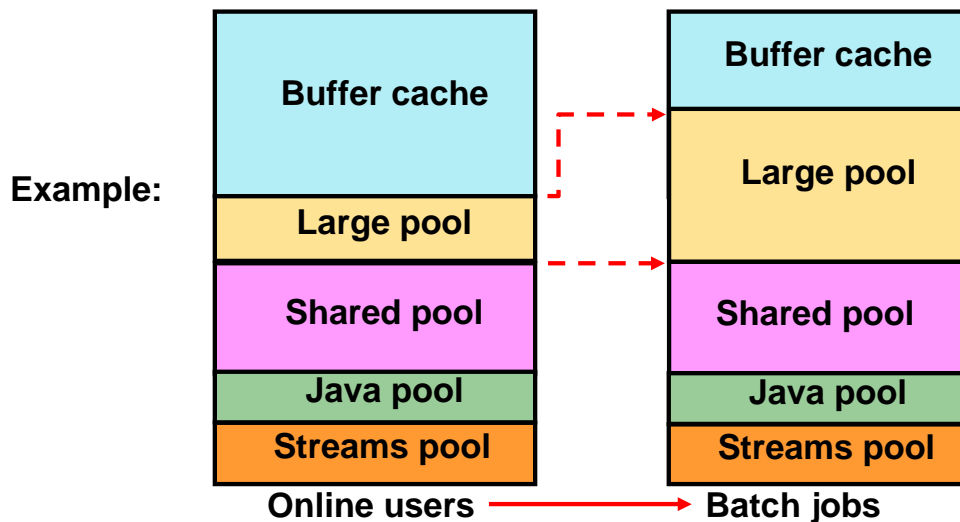 Example:
Buffer cache
Large pool
Shared pool
Java pool
Streams pool
Online users
Buffer cache
Large pool
Shared pool
Java pool
Streams pool
Batch jobs